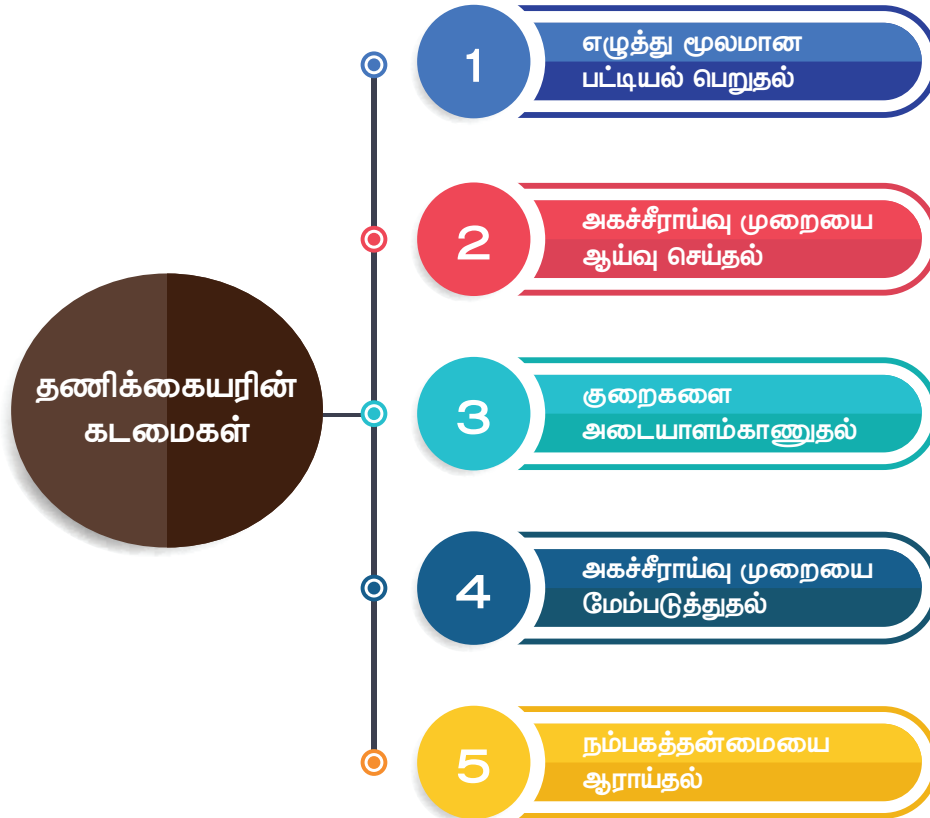 தணிக்கையரின்
கடமைகள்
1
எழுத்து மூலமான
பட்டியல் பெறுதல்
2
அகச்சீராய்வு முறையை
ஆய்வு செய்தல்
3
குறைகளை
அடையாளம்காணுதல்
4
அகச்சீராய்வு முறையை
மேம்படுத்துதல்
5
நம்பகத்தன்மையை
ஆராய்தல்